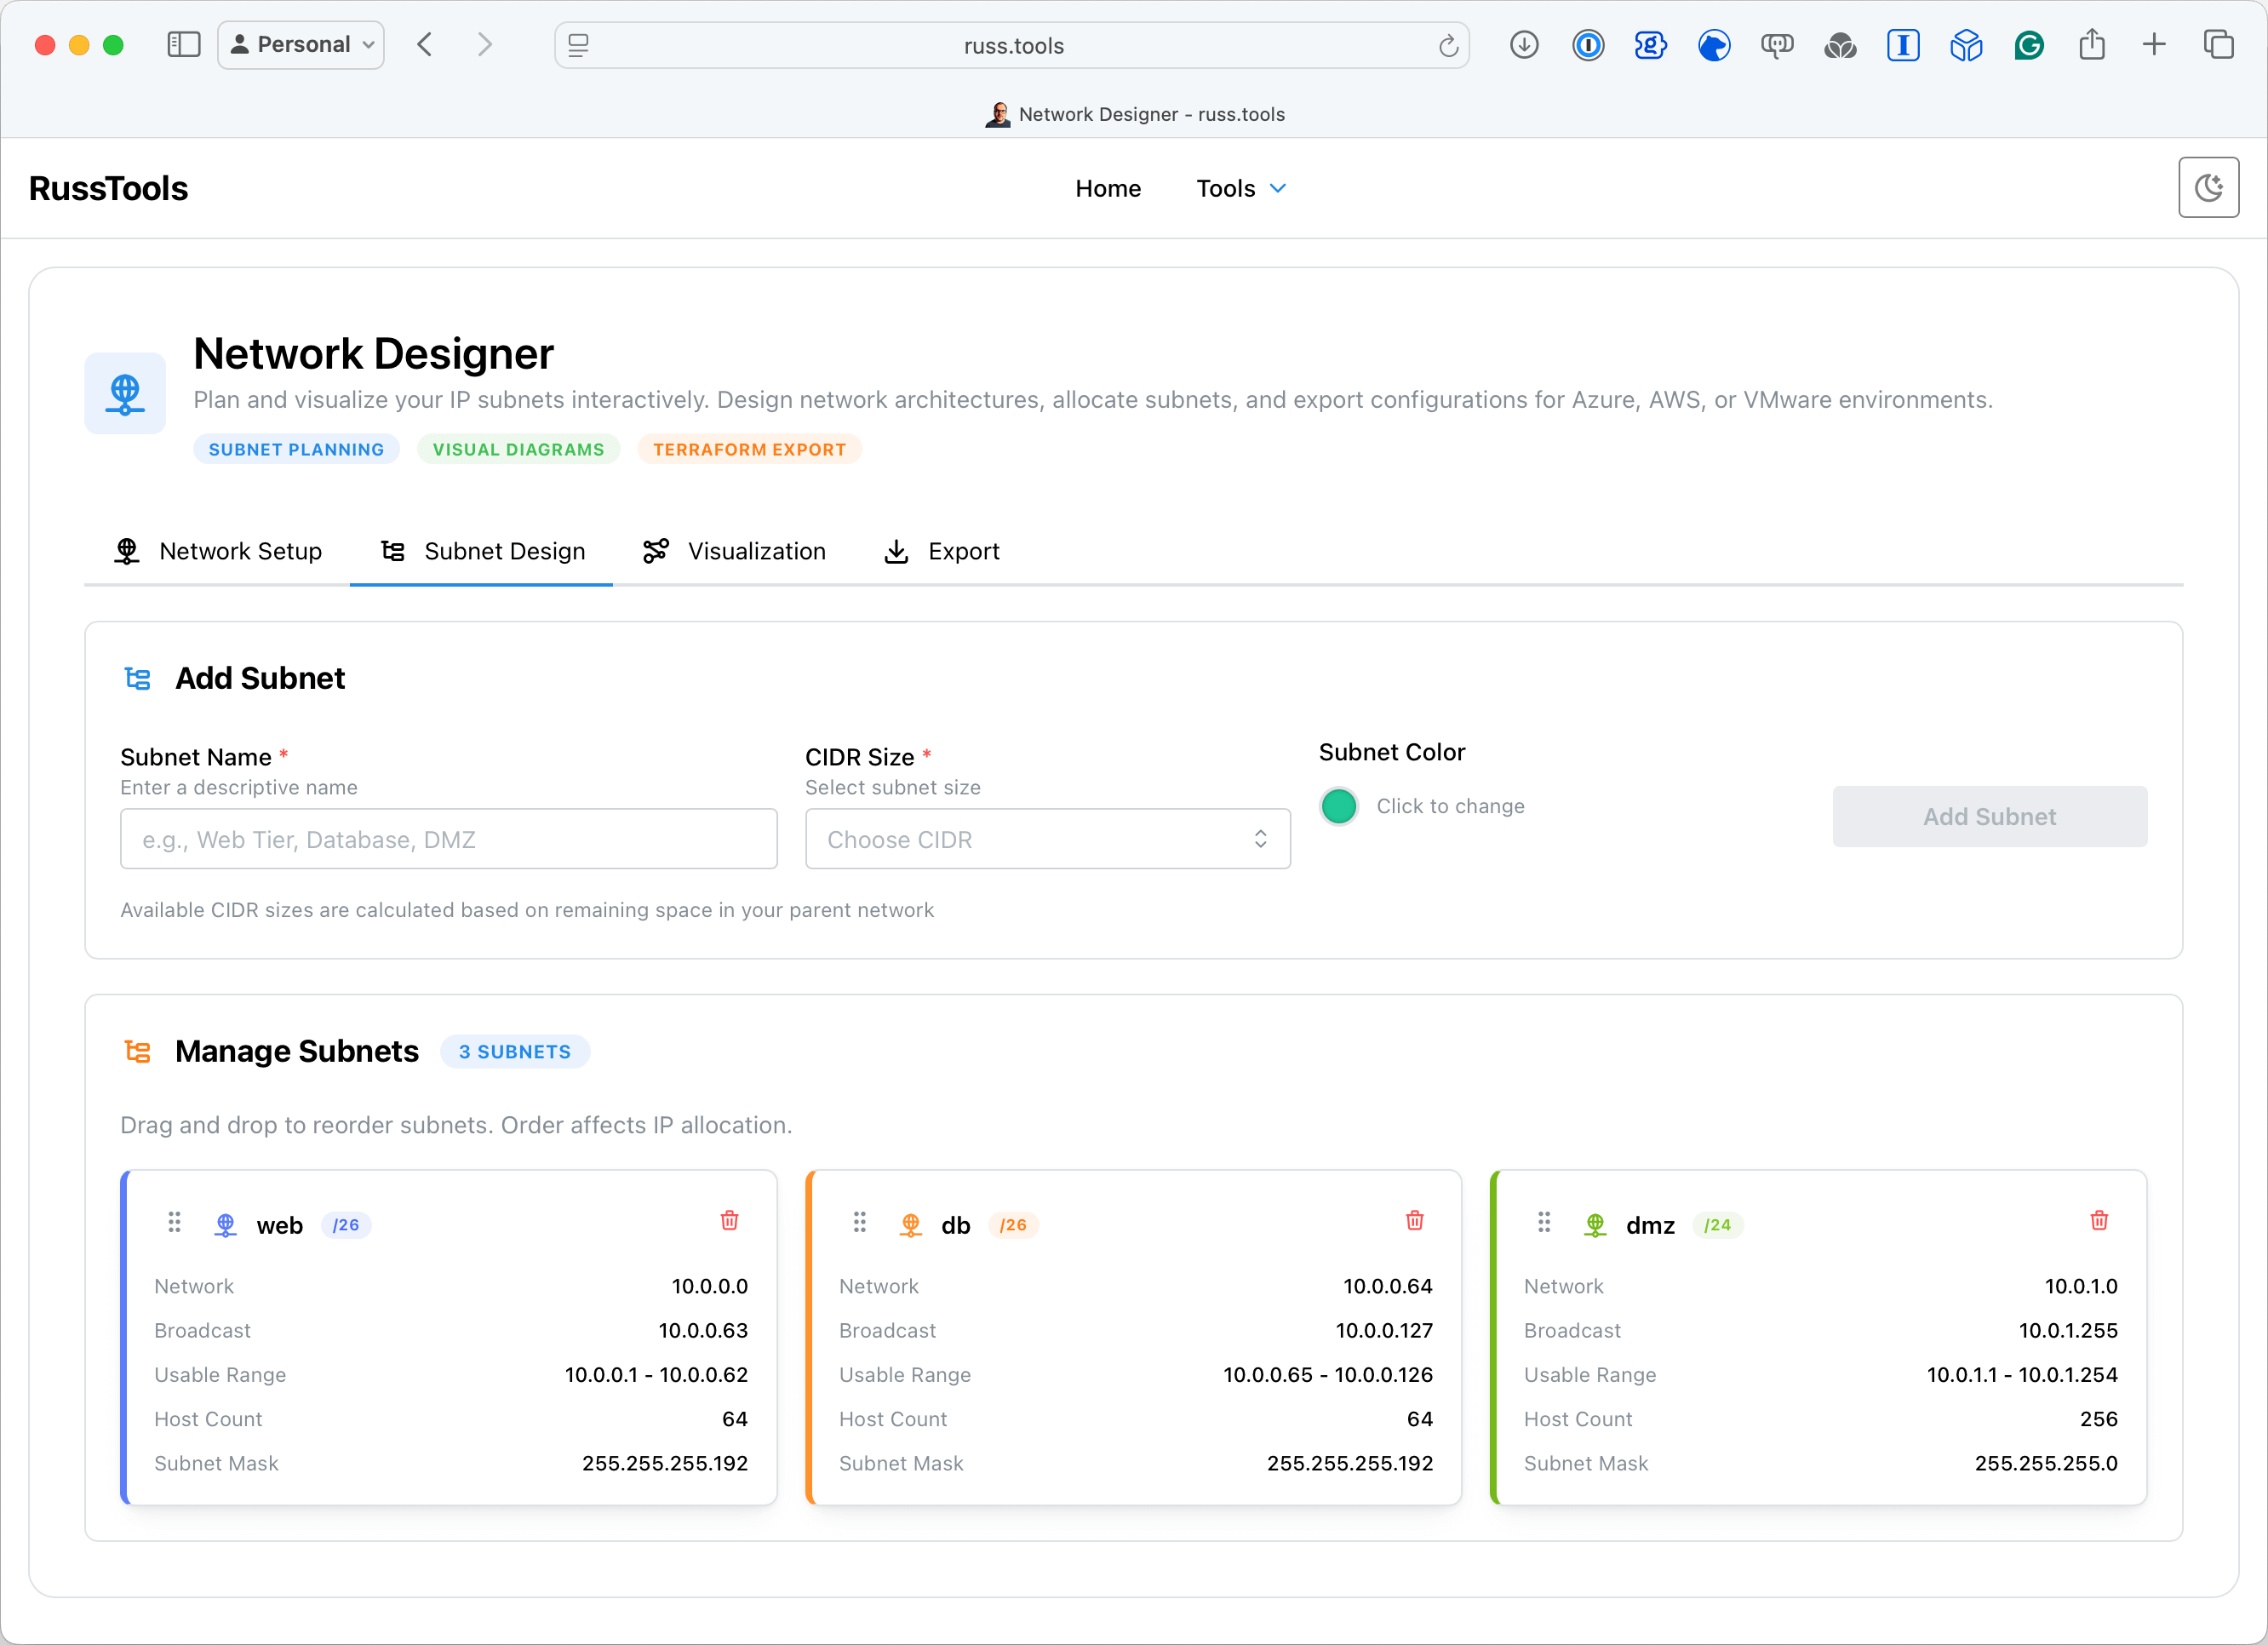 Personal
russ.tools
Network Designer - russ.tools
RussTools
Home
Tools
Network Designer
Plan and visualize your IP subnets interactively. Design network architectures, allocate subnets, and export configurations for Azure, AWS, or VMware environments.
SUBNET PLANNING
VISUAL DIAGRAMS
TERRAFORM EXPORT
Network Setup
Subnet Design
Visualization
Export
Add Subnet
Subnet Name *
Enter a descriptive name
e.g., Web Tier, Database, DMZ
CIDR Size *
Select subnet size
Choose CIDR
Subnet Color
Click to change
Add Subnet
Available CIDR sizes are calculated based on remaining space in your parent network
Manage Subnets
3 SUBNETS
Drag and drop to reorder subnets. Order affects IP allocation.
web /26
Network 10.0.0.0
Broadcast 10.0.0.63
Usable Range 10.0.0.1 - 10.0.0.62
Host Count 64
Subnet Mask 255.255.255.192
db /26
Network 10.0.0.64
Broadcast 10.0.0.127
Usable Range 10.0.0.65 - 10.0.0.126
Host Count 64
Subnet Mask 255.255.255.192
dmz /24
Network 10.0.1.0
Broadcast 10.0.1.255
Usable Range 10.0.1.1 - 10.0.1.254
Host Count 256
Subnet Mask 255.255.255.0